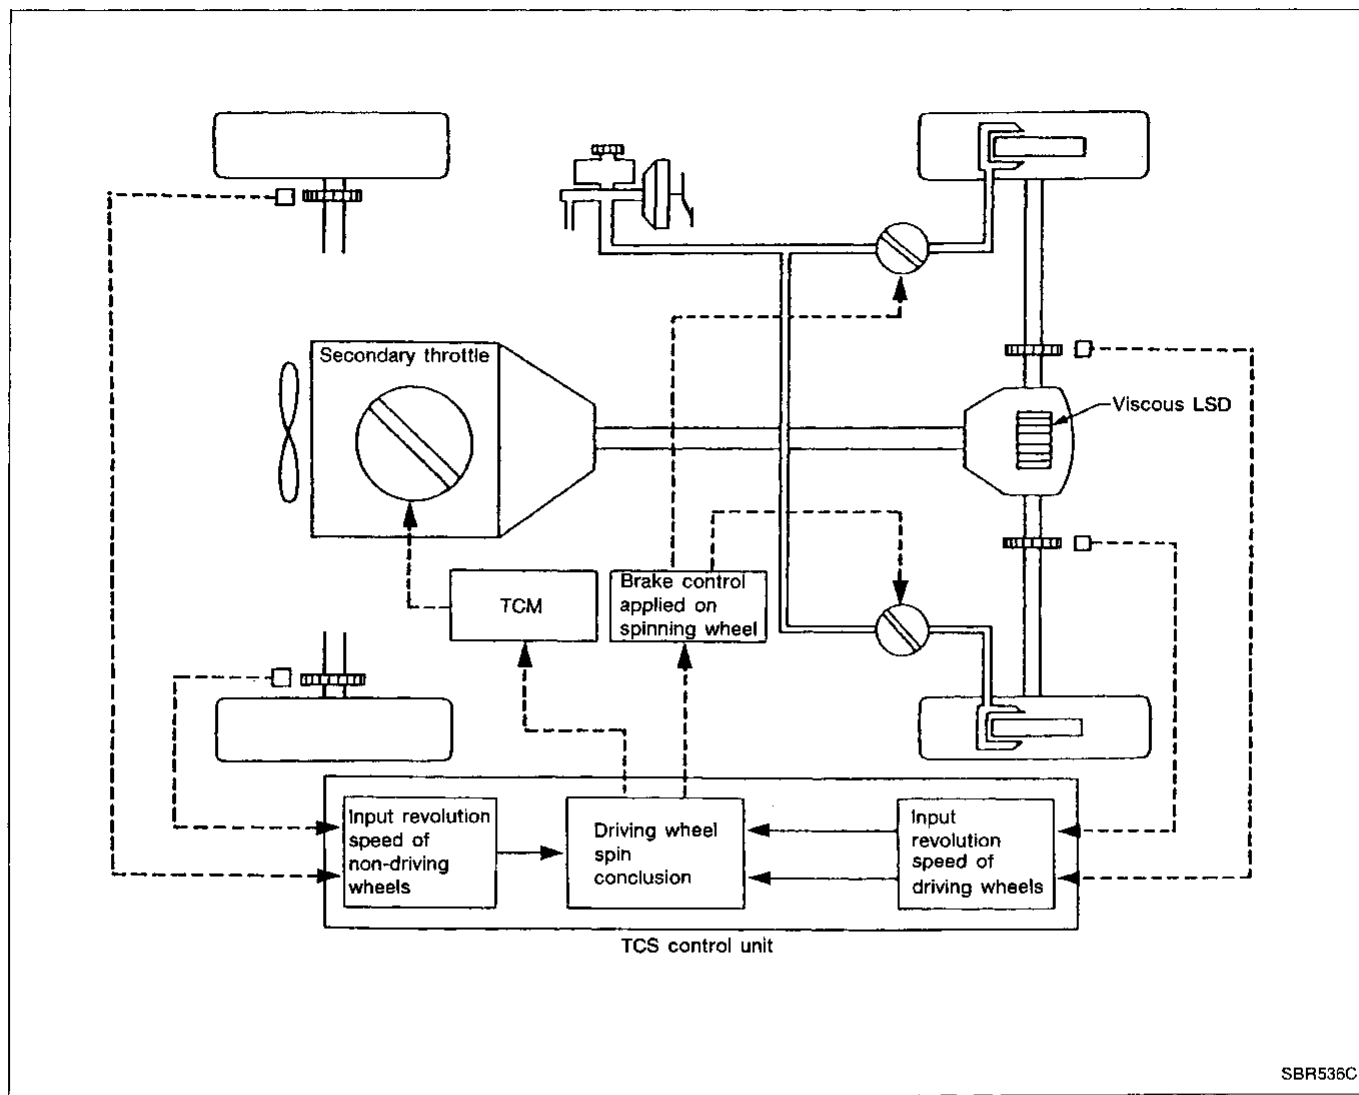 Secondary throttle
Viscous LSD
TCM
Brake control
applied on
spinning wheel
Input revolution
speed of
non-driving
wheels
Driving wheel
spin
conclusion
Input
revolution
speed of
driving wheels
TCS control unit
SBR536C